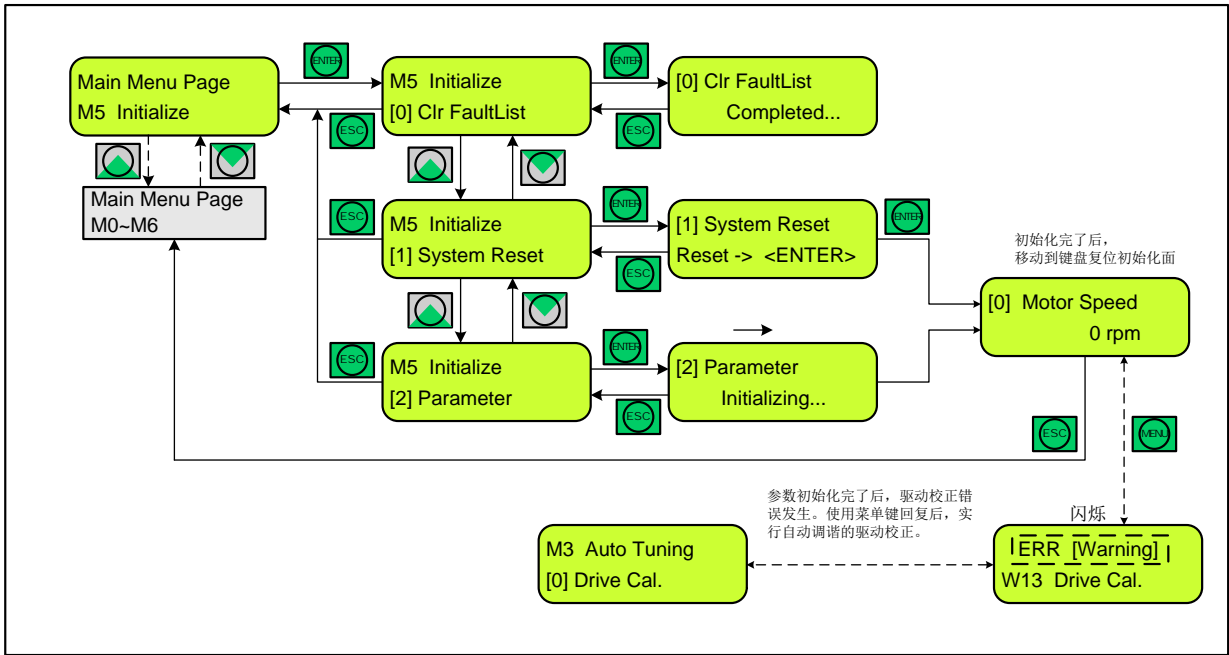 ENTER
ENTER
Main Menu Page
M5 Initialize
M5 Initialize
[0] Clr FaultList
[0] Clr FaultList
Completed...
ESC
ESC
Main Menu Page
M0~M6
ESC
M5 Initialize
[1] System Reset
ENTER
ESC
[1] System Reset
Reset -> <ENTER>
ENTER
初始化完了后，
移动到键盘复位初始化面
[0] Motor Speed
0 rpm
ESC
M5 Initialize
[2] Parameter
ENTER
ESC
[2] Parameter
Initializing...
ESC
MENU
参数初始化完了后，驱动校正错
误发生。使用菜单键回复后，实
行自动调谐的驱动校正。
闪烁
M3 Auto Tuning
[0] Drive Cal.
ERR [Warning]
W13 Drive Cal.